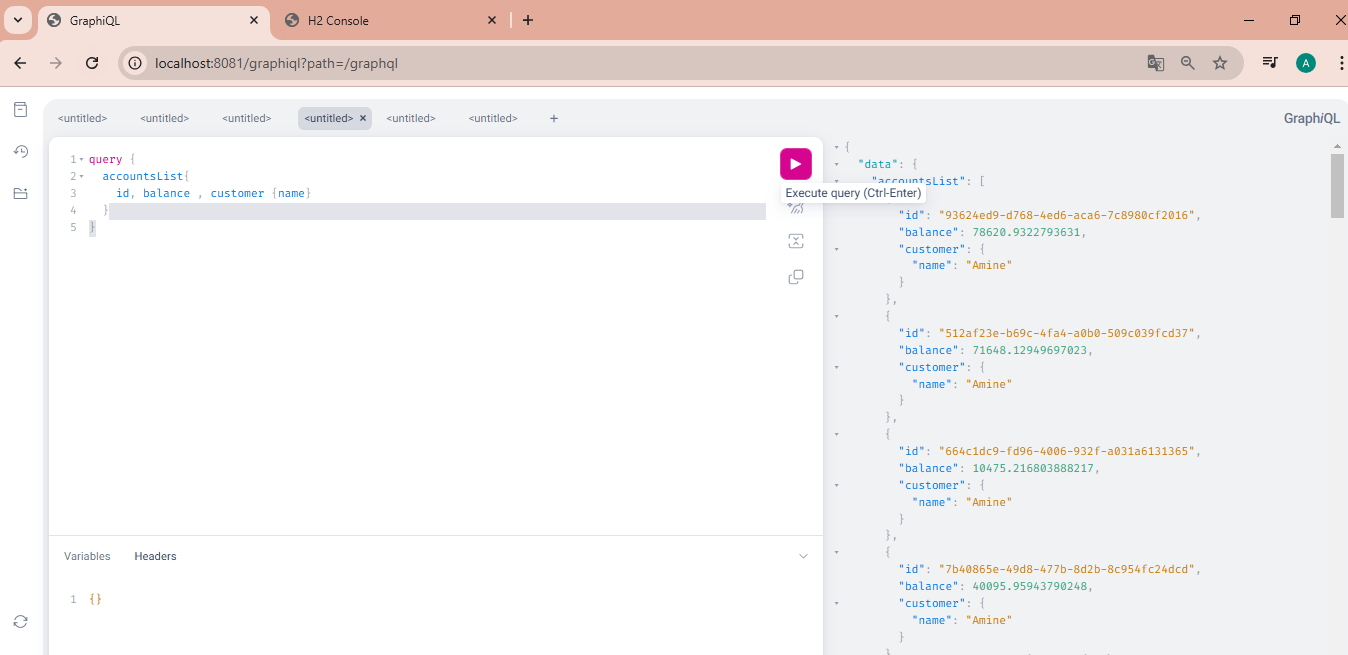 GraphiQL
H2 Console
localhost:8081/graphiql?path=/graphql
A
<untitled> <untitled> <untitled> <untitled> <untitled> <untitled>
GraphiQL
1 query {
2 accountsList{
3 id, balance , customer {name}
4 }
5 }
Execute query (Ctrl-Enter)
Variables Headers
1 {}
{
"data": {
"accountsList": [
"id": "93624ed9-d768-4ed6-aca6-7c8980cf2016",
"balance": 78620.9322793631,
"customer": {
"name": "Amine"
}
},
{
"id": "512af23e-b69c-4fa4-a0b0-509c039fcd37",
"balance": 71648.12949697023,
"customer": {
"name": "Amine"
}
},
{
"id": "664c1dc9-fd96-4006-932f-a031a6131365",
"balance": 10475.216803888217,
"customer": {
"name": "Amine"
}
},
{
"id": "7b40865e-49d8-477b-8d2b-8c954fc24dcd",
"balance": 40095.95943790248,
"customer": {
"name": "Amine"
}